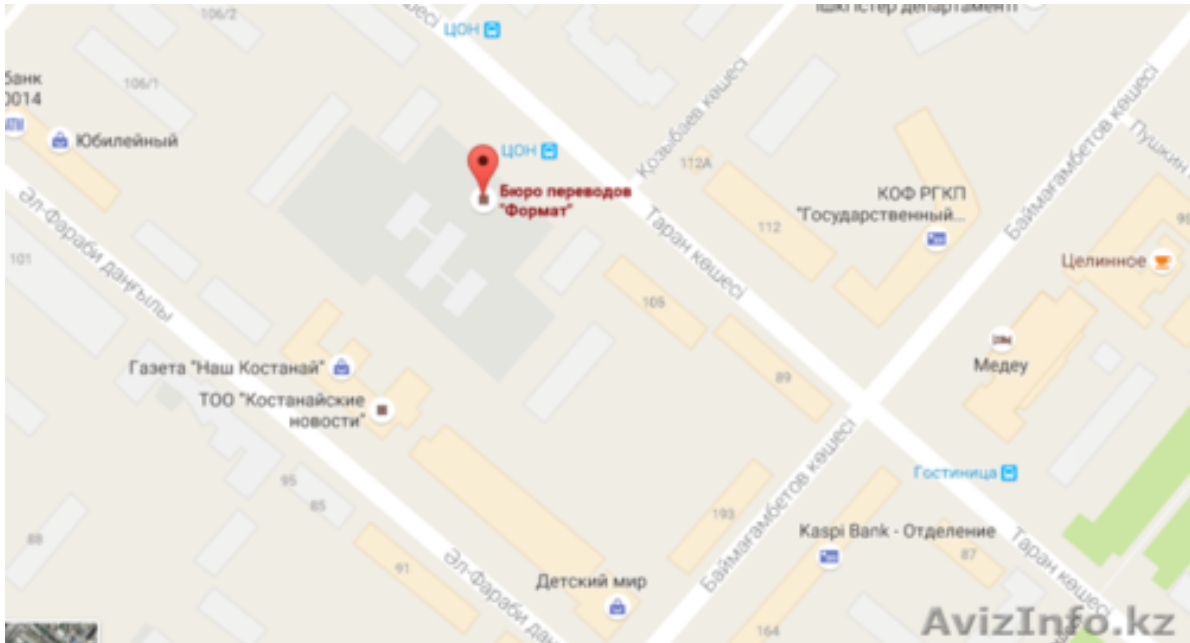 106/2
ЦОН
106/1
банк
0014
Юбилейный
ЦОН
Бюро переводов
"Формат"
Қозыбаев көшесі
112А
112
КОФ РГКП
"Государственный...
Баймағамбетов көшесі
Пушкин
Целинное
Әл-Фараби даңғылы
101
Таран көшесі
105
89
Медеу
Газета "Наш Костанай"
ТОО "Костанайские
новости"
Гостиница
95
85
88
91
193
Баймағамбетов көшесі
Kaspi Bank - Отделение
87
Таран көшесі
Әл-Фараби
Детский мир
164
AvizInfo.kz